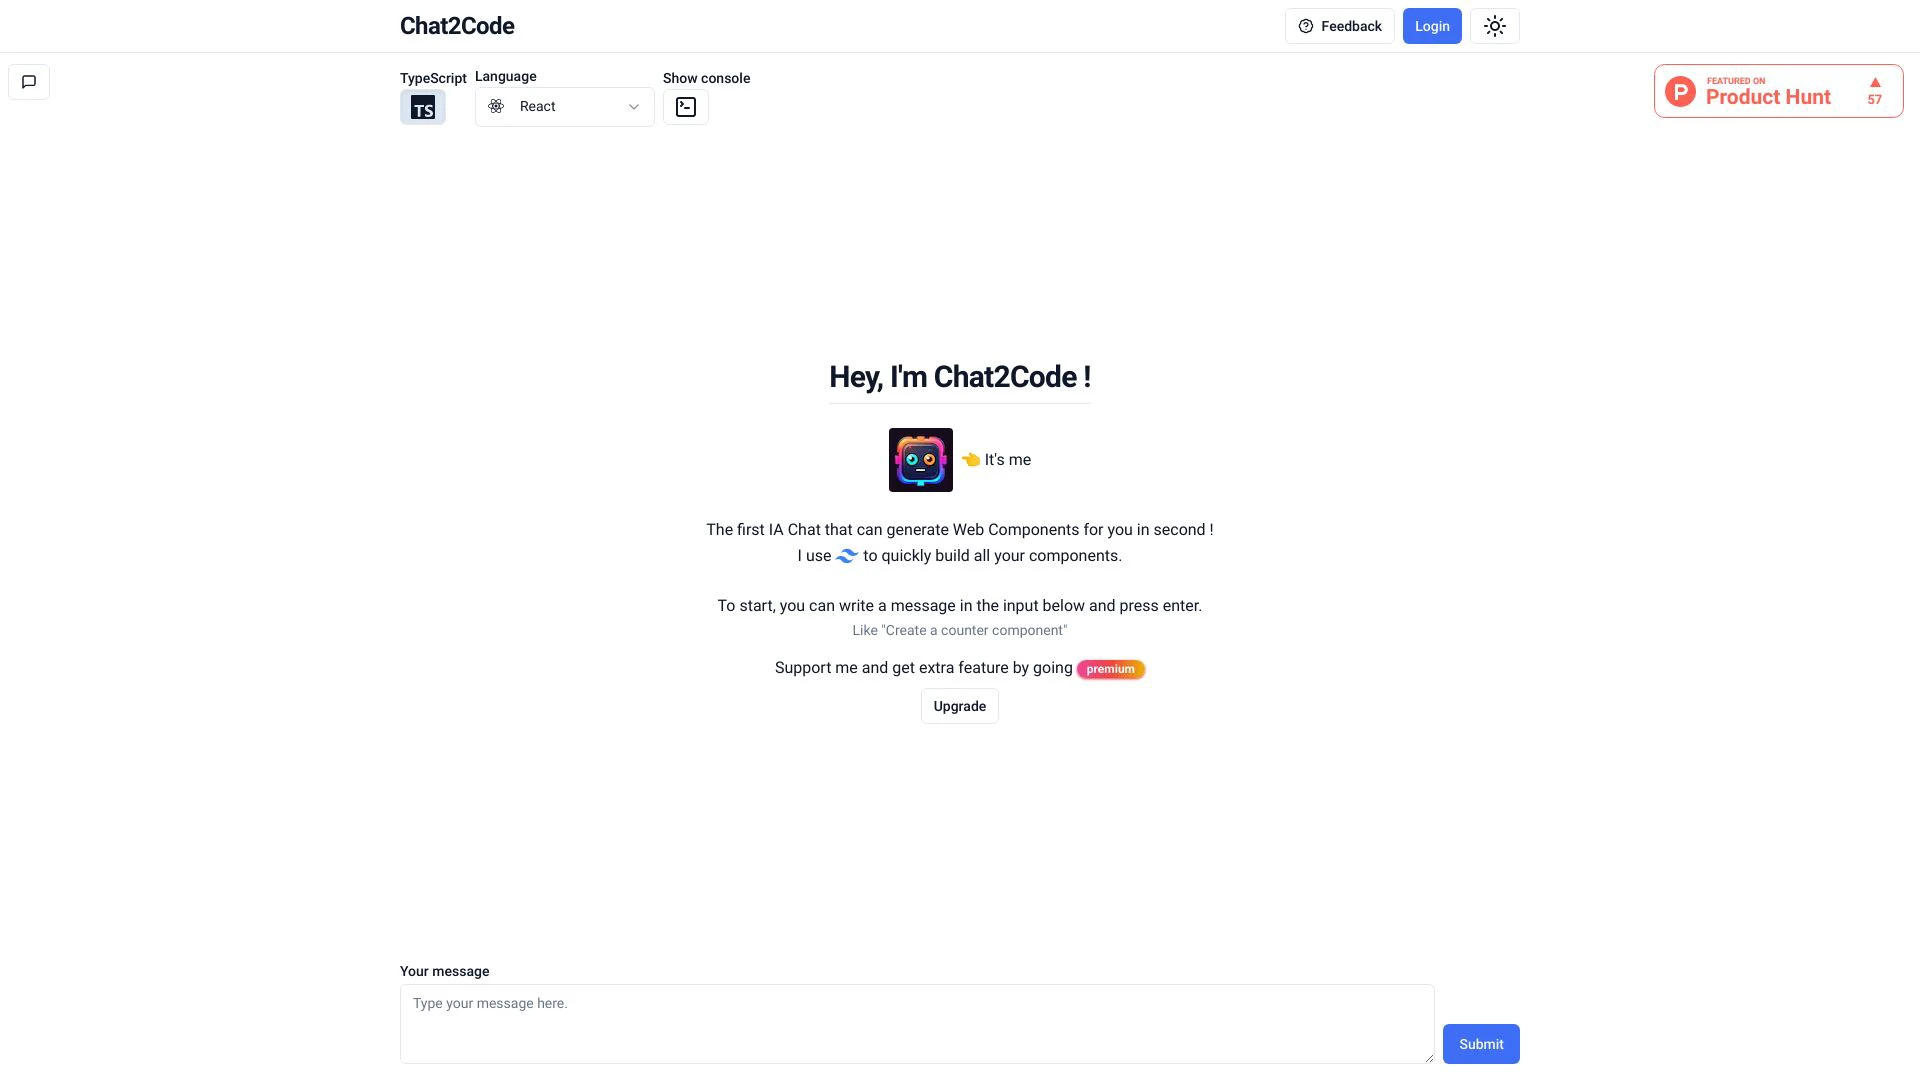 Chat2Code
Feedback
Login
TypeScript
Language
Show console
TS
React
FEATURED ON
Product Hunt
57
P
Hey, I'm Chat2Code !
👈 It's me
The first IA Chat that can generate Web Components for you in second !
I use to quickly build all your components.
To start, you can write a message in the input below and press enter.
Like "Create a counter component"
Support me and get extra feature by going premium
Upgrade
Your message
Type your message here.
Submit